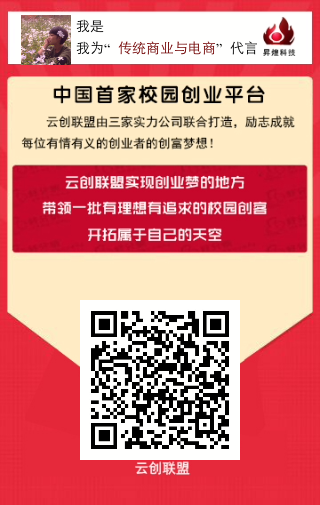 我是
我为“传统商业与电商”代言
昇煌科技
中国首家校园创业平台
云创联盟由三家实力公司联合打造，励志成就
每位有情有义的创业者的创富梦想！
云创联盟实现创业梦的地方
带领一批有理想有追求的校园创客
开拓属于自己的天空
云创联盟